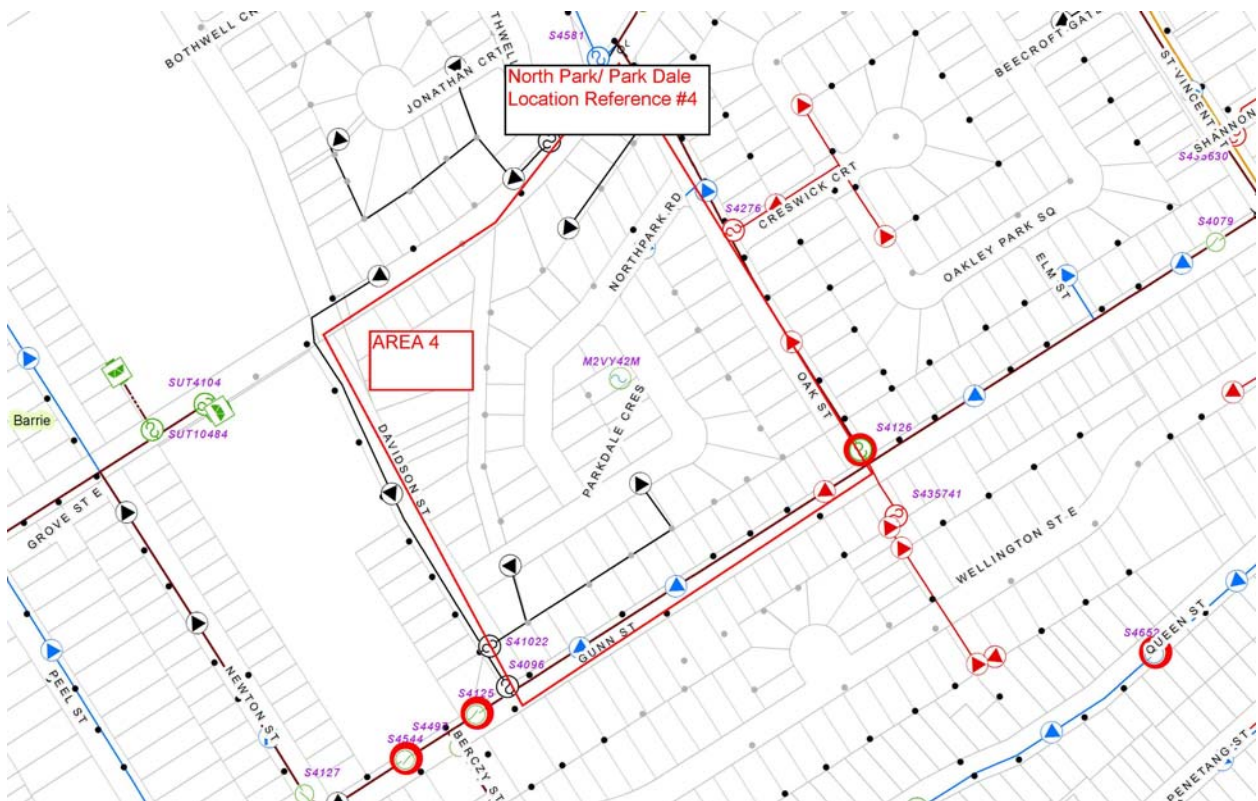 BOTHWELL CR
JONATHAN CRT
S4581
North Park/ Park Dale
Location Reference #4
BEECROFT GATE
ST VINCENT ST
SHANNON
S4079
S4276
CRESWICK CRT
NORTHPARK RD
OAKLEY PARK SQ
ELM ST
AREA 4
M2VY42M
PARKDALE CRES
OAK ST
S4126
SUT4104
Barrie
SUT10484
GROVE ST E
DAVIDSON ST
S435741
WELLINGTON ST E
S41022
S4096
GUNN ST
S4652
QUEEN ST
S4125
S4497
S4544
BERCZY ST
NEWTON ST
PEEL ST
S4127
PENETANG ST